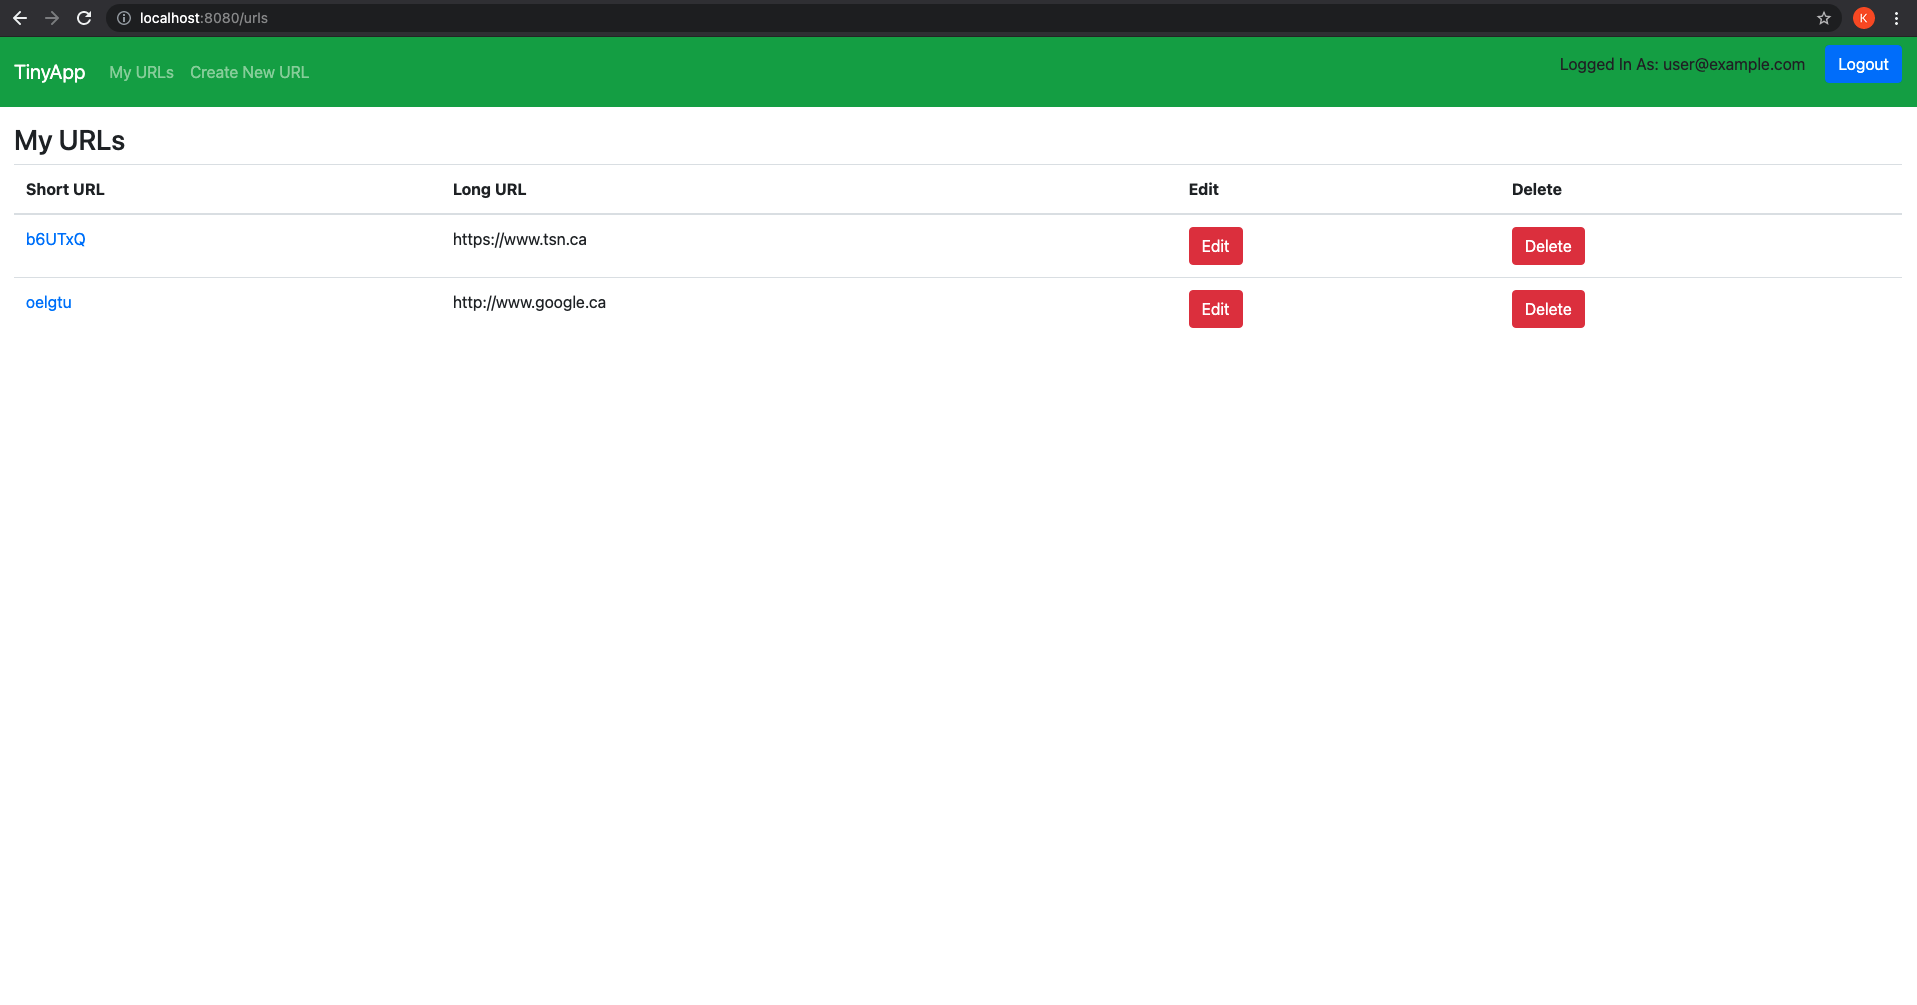 localhost:8080/urls
K
TinyApp My URLs Create New URL Logged In As: user@example.com Logout
My URLs
Short URL Long URL Edit Delete
b6UTxQ https://www.tsn.ca Edit Delete
oelgtu http://www.google.ca Edit Delete